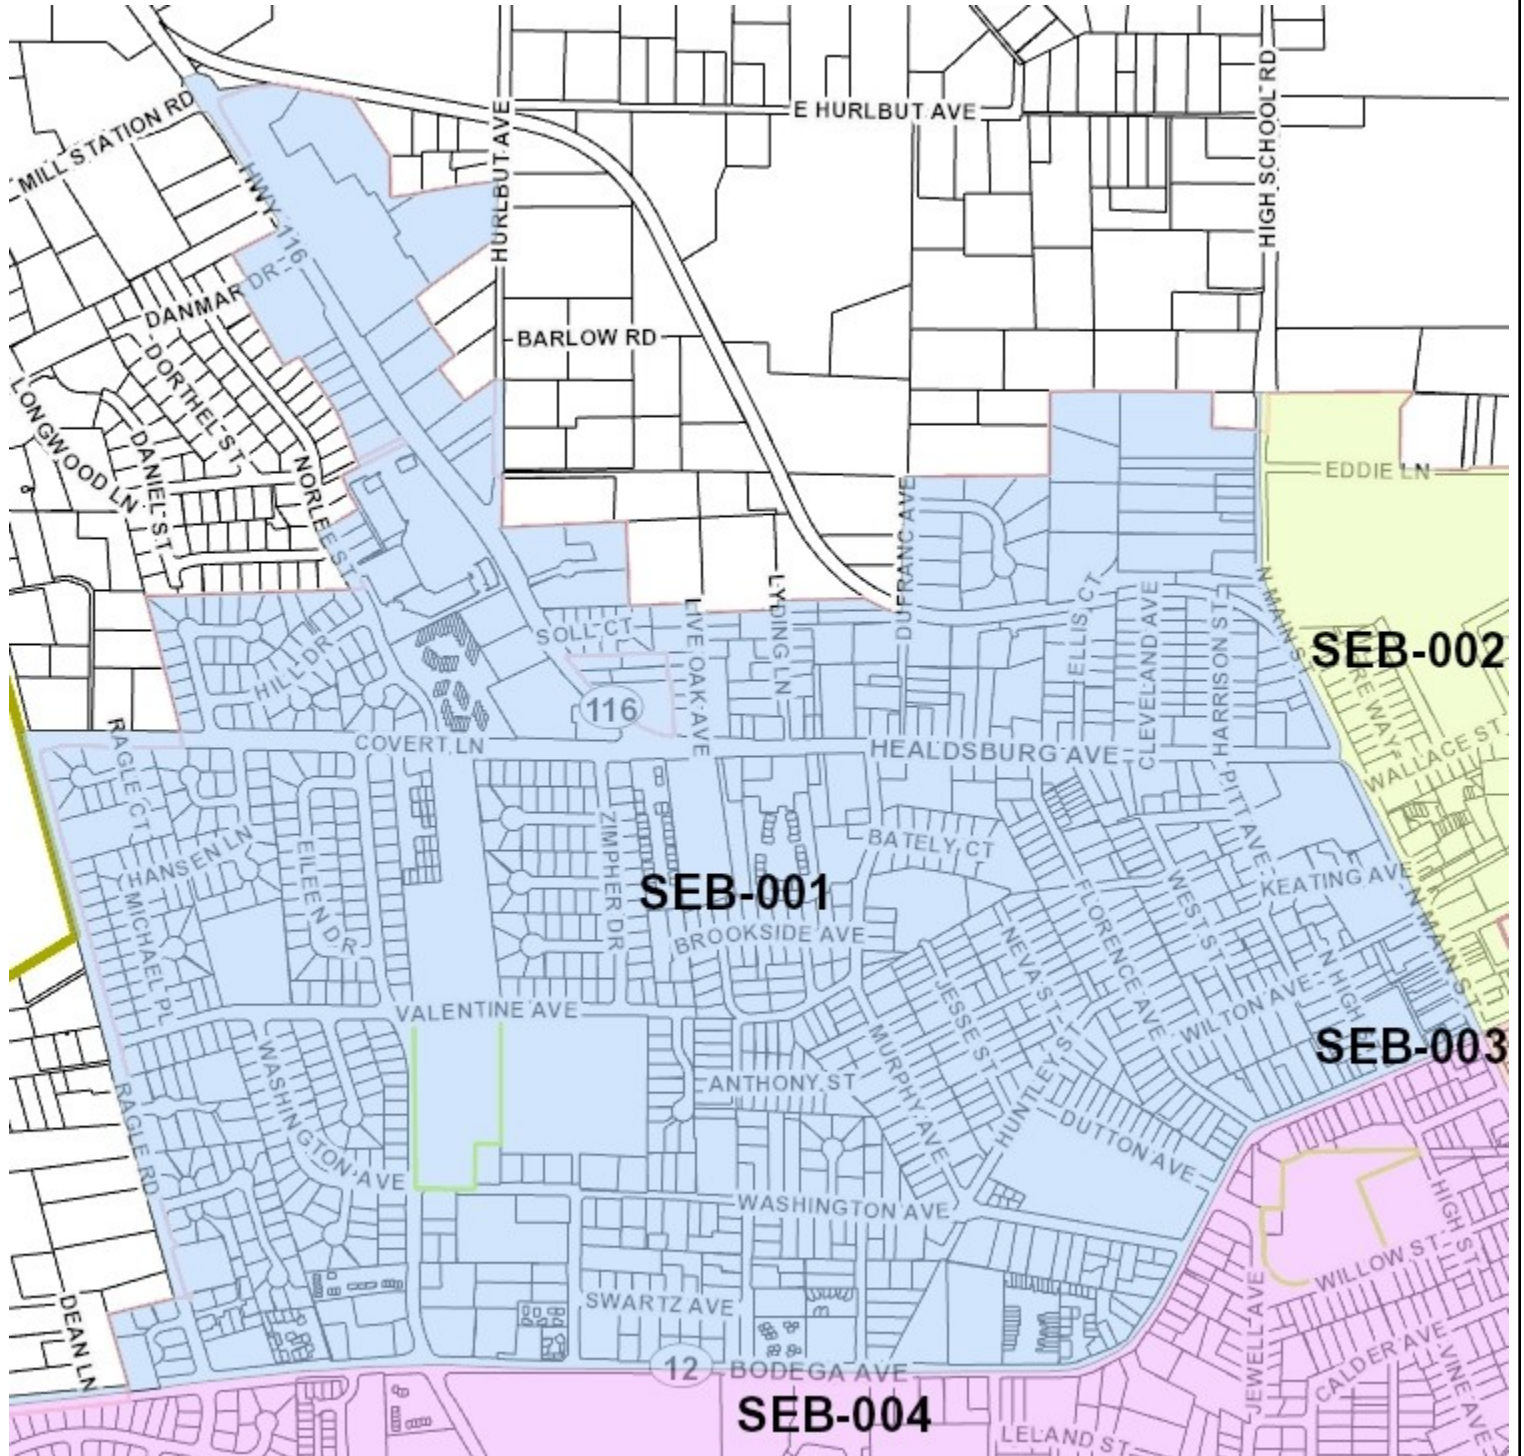 E HURLBUT AVE
HURLBUT AVE
HIGH SCHOOL RD
MILL STATION RD
HWY 116
DANMAR DR
BARLOW RD
DORTHEL ST
LONGWOOD LN
DANIEL ST
NORLEE ST
EDDIE LN
DUFRANC AVE
LYDING LN
LIVE OAK AVE
SOLL CT
ELLIS CT
CLEVELAND AVE
HARRISON ST
N MAIN ST
SEB-002
HILL DR
116
COVERT LN
HEALDSBURG AVE
WALLACE ST
RAGLE CT
HANSEN LN
EILEEN DR
ZIMPHER DR
BATELY CT
PITT AVE
SEB-001
KEATING AVE
MICHAEL PL
BROOKSIDE AVE
FLORENCE AVE
WEST ST
NEVA ST
N MAIN ST
JESSE ST
WILTON AVE
N HIGH
VALENTINE AVE
SEB-003
MURPHY AVE
WASHINGTON AVE
ANTHONY ST
HUNTLEY ST
DUTTON AVE
RAGLE RD
WASHINGTON AVE
HIGH ST
WILLOW ST
DEAN LN
SWARTZ AVE
JEWELL AVE
12
BODEGA AVE
CALDER AVE
VINE AVE
SEB-004
LELAND ST